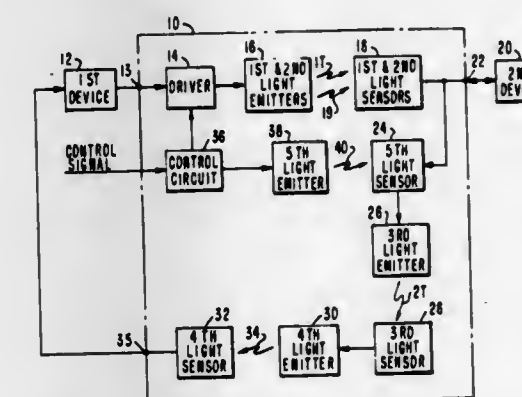 10
12
1ST
DEVICE
13
14
DRIVER
16
1ST & 2ND
LIGHT
EMITTERS
17
19
18
1ST & 2ND
LIGHT
SENSORS
22
20
2N
DEV
CONTROL
SIGNAL
36
CONTROL
CIRCUIT
38
5TH
LIGHT
EMITTER
40
24
5TH
LIGHT
SENSOR
26
3RD
LIGHT
EMITTER
27
35
32
4TH
LIGHT
SENSOR
34
30
4TH
LIGHT
EMITTER
28
3RD
LIGHT
SENSOR